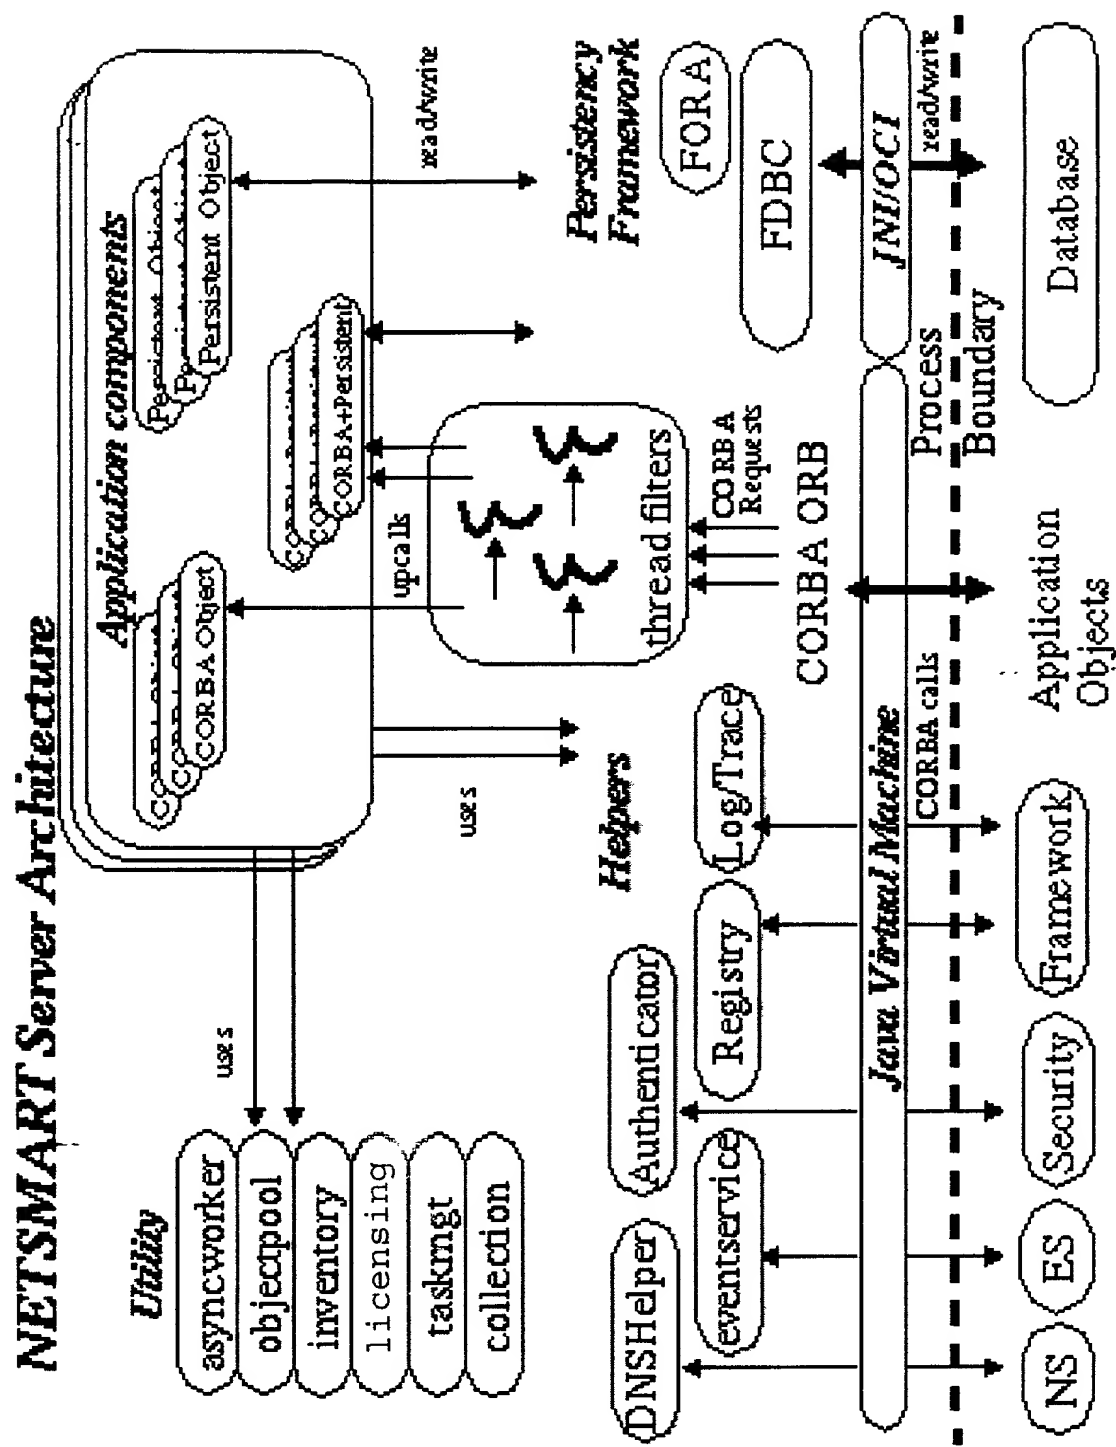 NETSMART Server Architecture
Utility
asyncworker
objectpool
inventory
licensing
taskmgt
collection
uses
Application components
CORBA Object
CORBA+Persistent
Persistent Object
Persistent Object
uses
upcalls
read/write
thread filters
CORBA
Requests
CORBA ORB
Helpers
DNSHelper
Authenticator
eventservice
Registry
Log/Trace
Persistency
Framework
FORA
FDBC
Java Virtual Machine
JNI/OCI
CORBA calls
Process
Boundary
read/write
NS
ES
Security
Framework
Application
Objects
Database